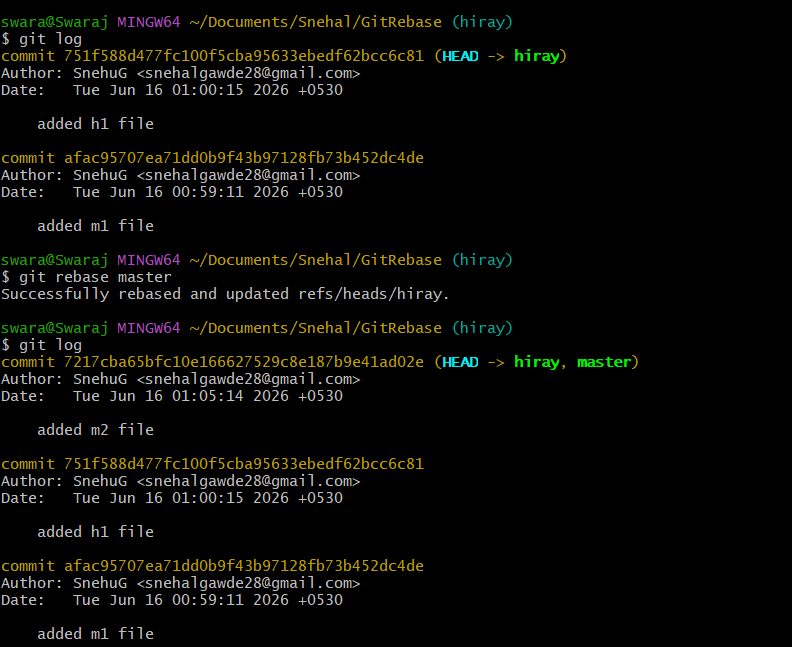 swara@Swaraj MINGW64 ~/Documents/Snehal/GitRebase (hiray)
$ git log
commit 751f588d477fc100f5cba95633ebedf62bcc6c81 (HEAD -> hiray)
Author: SnehuG <snehalgawde28@gmail.com>
Date:   Tue Jun 16 01:00:15 2026 +0530
added h1 file
commit afac95707ea71dd0b9f43b97128fb73b452dc4de
Author: SnehuG <snehalgawde28@gmail.com>
Date:   Tue Jun 16 00:59:11 2026 +0530
added m1 file
swara@Swaraj MINGW64 ~/Documents/Snehal/GitRebase (hiray)
$ git rebase master
Successfully rebased and updated refs/heads/hiray.
swara@Swaraj MINGW64 ~/Documents/Snehal/GitRebase (hiray)
$ git log
commit 7217cba65bfc10e166627529c8e187b9e41ad02e (HEAD -> hiray, master)
Author: SnehuG <snehalgawde28@gmail.com>
Date:   Tue Jun 16 01:05:14 2026 +0530
added m2 file
commit 751f588d477fc100f5cba95633ebedf62bcc6c81
Author: SnehuG <snehalgawde28@gmail.com>
Date:   Tue Jun 16 01:00:15 2026 +0530
added h1 file
commit afac95707ea71dd0b9f43b97128fb73b452dc4de
Author: SnehuG <snehalgawde28@gmail.com>
Date:   Tue Jun 16 00:59:11 2026 +0530
added m1 file